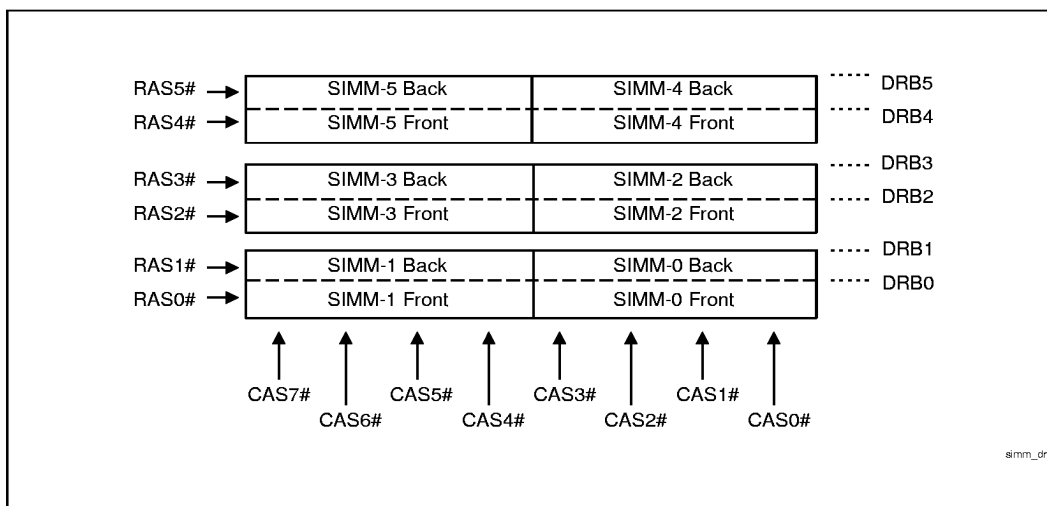 RAS5# SIMM-5 Back SIMM-4 Back DRB5
RAS4# SIMM-5 Front SIMM-4 Front DRB4
RAS3# SIMM-3 Back SIMM-2 Back DRB3
RAS2# SIMM-3 Front SIMM-2 Front DRB2
RAS1# SIMM-1 Back SIMM-0 Back DRB1
RAS0# SIMM-1 Front SIMM-0 Front DRB0
CAS7# CAS5# CAS3# CAS1#
CAS6# CAS4# CAS2# CAS0#
simm_dr